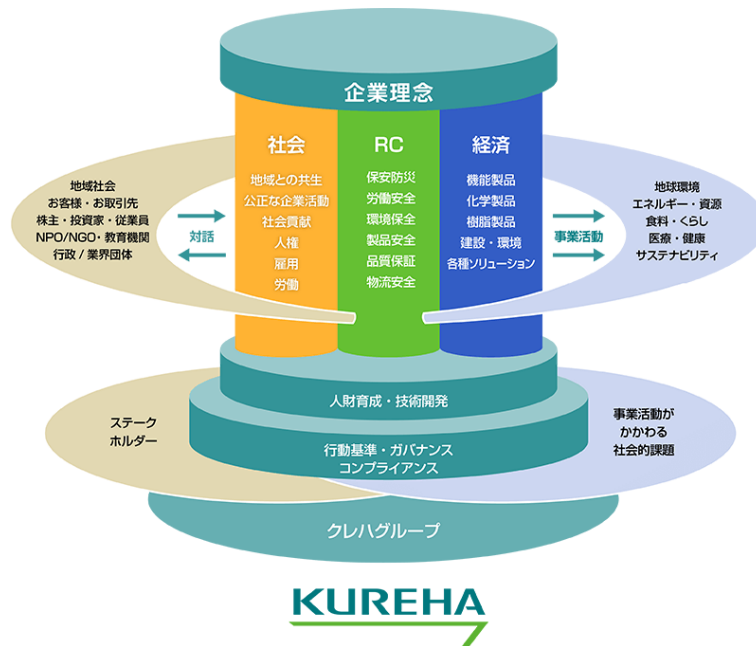 企業理念
社会
地域との共生
公正な企業活動
社会貢献
人権
雇用
労働
RC
保安防災
労働安全
環境保全
製品安全
品質保証
物流安全
経済
機能製品
化学製品
樹脂製品
建設・環境
各種ソリューション
地域社会
お客様・お取引先
株主・投資家・従業員
NPO/NGO・教育機関
行政 / 業界団体
対話
事業活動
地球環境
エネルギー・資源
食料・くらし
医療・健康
サステナビリティ
人財育成・技術開発
ステーク
ホルダー
行動基準・ガバナンス
コンプライアンス
事業活動が
かかわる
社会的課題
クレハグループ
KUREHA